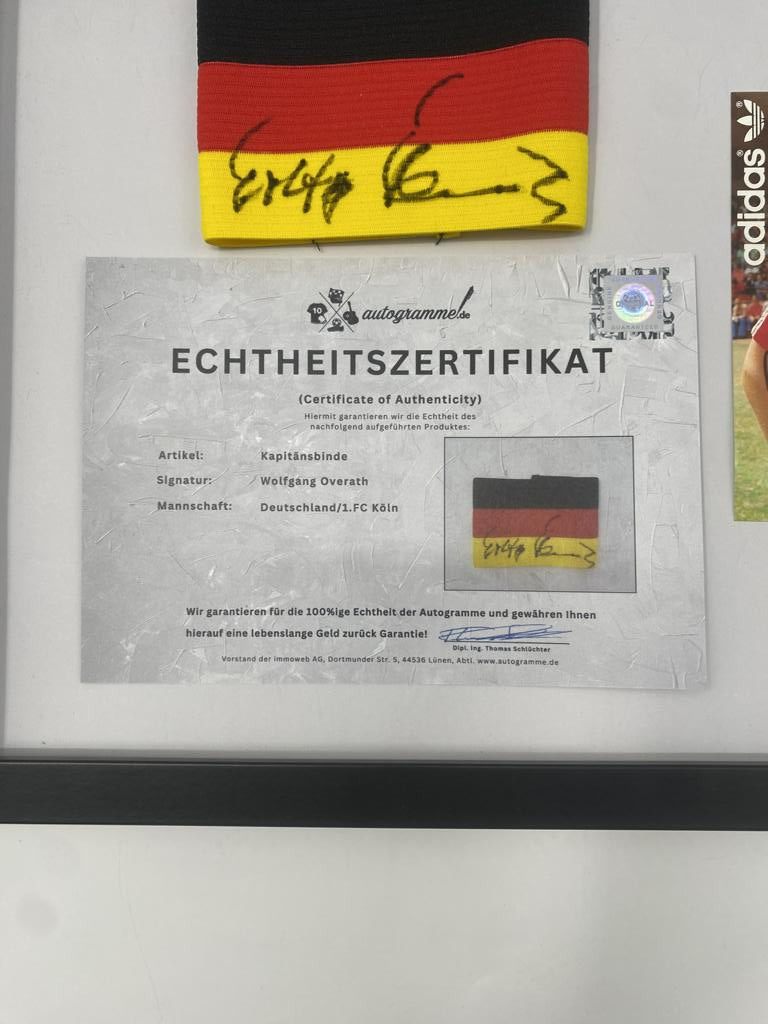 adidas
autogramme!de
10
ECHTHEITSZERTIFIKAT
(Certificate of Authenticity)
Hiermit garantieren wir die Echtheit des
nachfolgend aufgeführten Produktes:
Artikel: Kapitänsbinde
Signatur: Wolfgang Overath
Mannschaft: Deutschland/1.FC Köln
Wir garantieren für die 100%ige Echtheit der Autogramme und gewähren Ihnen
hierauf eine lebenslange Geld zurück Garantie!
Dipl. Ing. Thomas Schlüchter
Vorstand der immoweb AG, Dortmunder Str. 5, 44536 Lünen, Abtl. www.autogramme.de
GUARANTEED